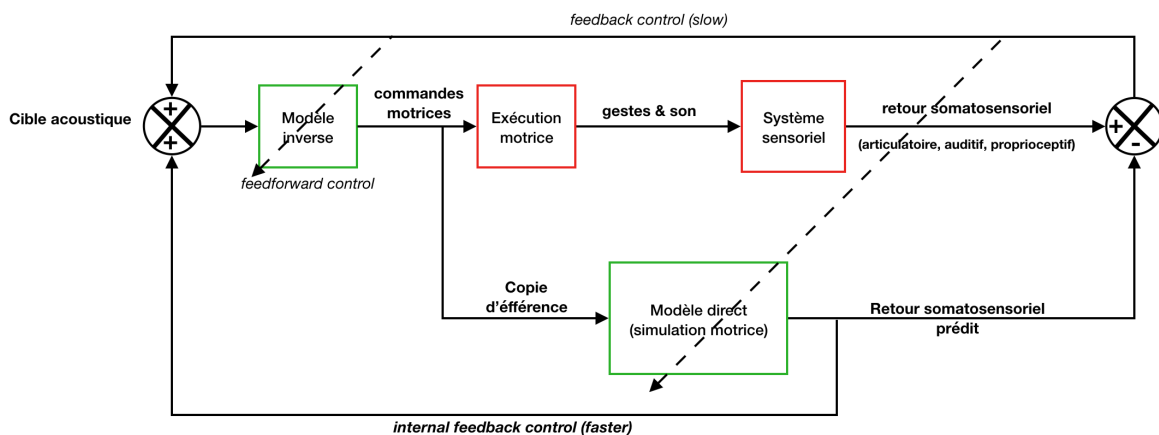 feedback control (slow)
Cible acoustique
+
+
Modèle
inverse
feedforward control
commandes
motrices
Exécution
motrice
gestes & son
Système
sensoriel
retour somatosensoriel
(articulatoire, auditif, proprioceptif)
+
-
Copie
d'éfférence
Modèle direct
(simulation motrice)
Retour somatosensoriel
prédit
internal feedback control (faster)